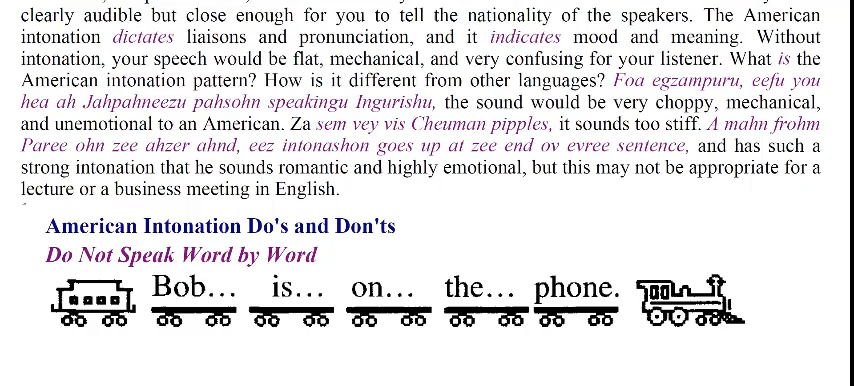 clearly audible but close enough for you to tell the nationality of the speakers. The American
intonation dictates liaisons and pronunciation, and it indicates mood and meaning. Without
intonation, your speech would be flat, mechanical, and very confusing for your listener. What is the
American intonation pattern? How is it different from other languages? Foa egzampuru, eefu you
hea ah Jahpahneezu pahsohn speakingu Ingurishu, the sound would be very choppy, mechanical,
and unemotional to an American. Za sem vey vis Cheuman pipples, it sounds too stiff. A mahn frohm
Paree ohn zee ahzer ahnd, eez intonashon goes up at zee end ov evree sentence, and has such a
strong intonation that he sounds romantic and highly emotional, but this may not be appropriate for a
lecture or a business meeting in English.
American Intonation Do's and Don'ts
Do Not Speak Word by Word
Bob... is... on... the... phone.